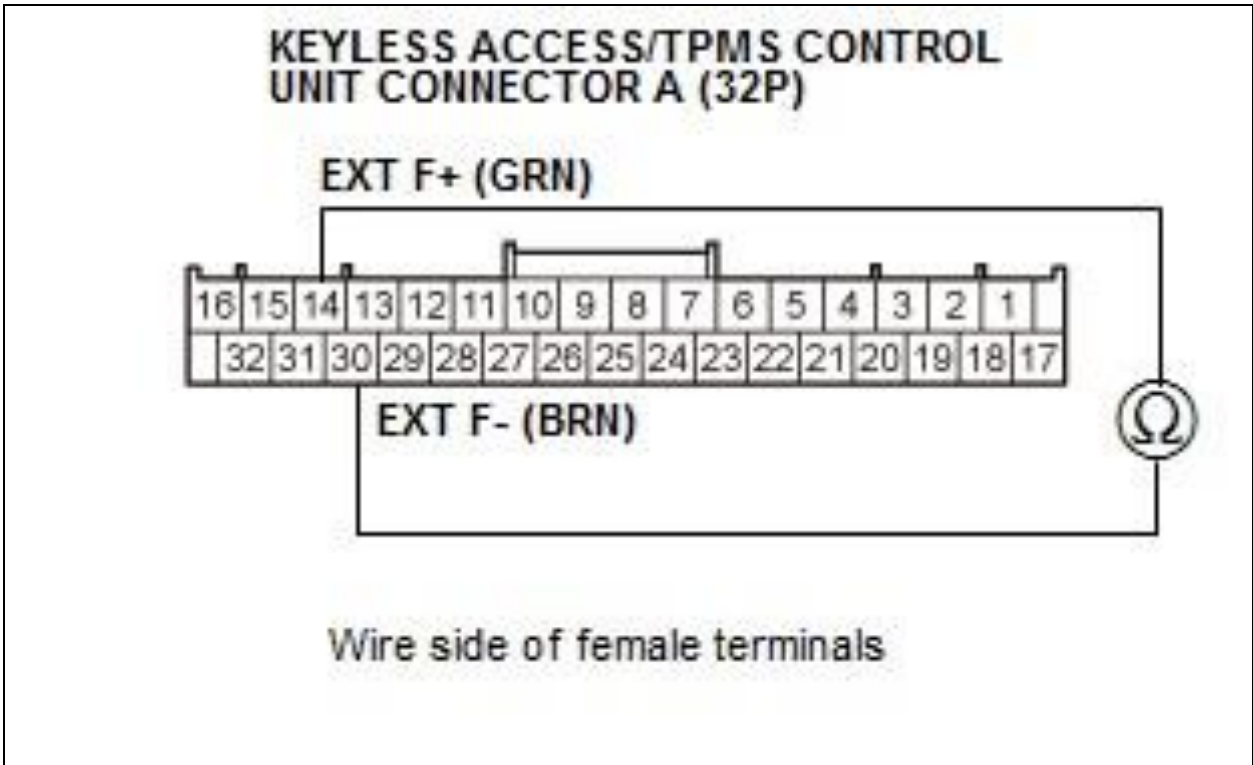 KEYLESS ACCESS/TPMS CONTROL
UNIT CONNECTOR A (32P)
EXT F+ (GRN)
16 15 14 13 12 11 10 9 8 7 6 5 4 3 2 1
32 31 30 29 28 27 26 25 24 23 22 21 20 19 18 17
EXT F- (BRN)
Ω
Wire side of female terminals